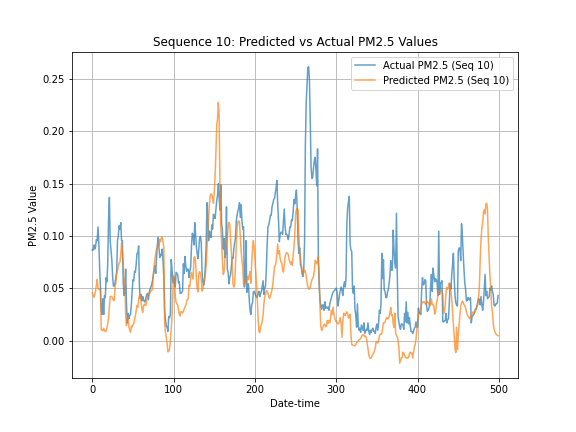 Sequence 10: Predicted vs Actual PM2.5 Values
Actual PM2.5 (Seq 10)
Predicted PM2.5 (Seq 10)
0.25
0.20
0.15
0.10
0.05
0.00
PM2.5 Value
0 100 200 300 400 500
Date-time